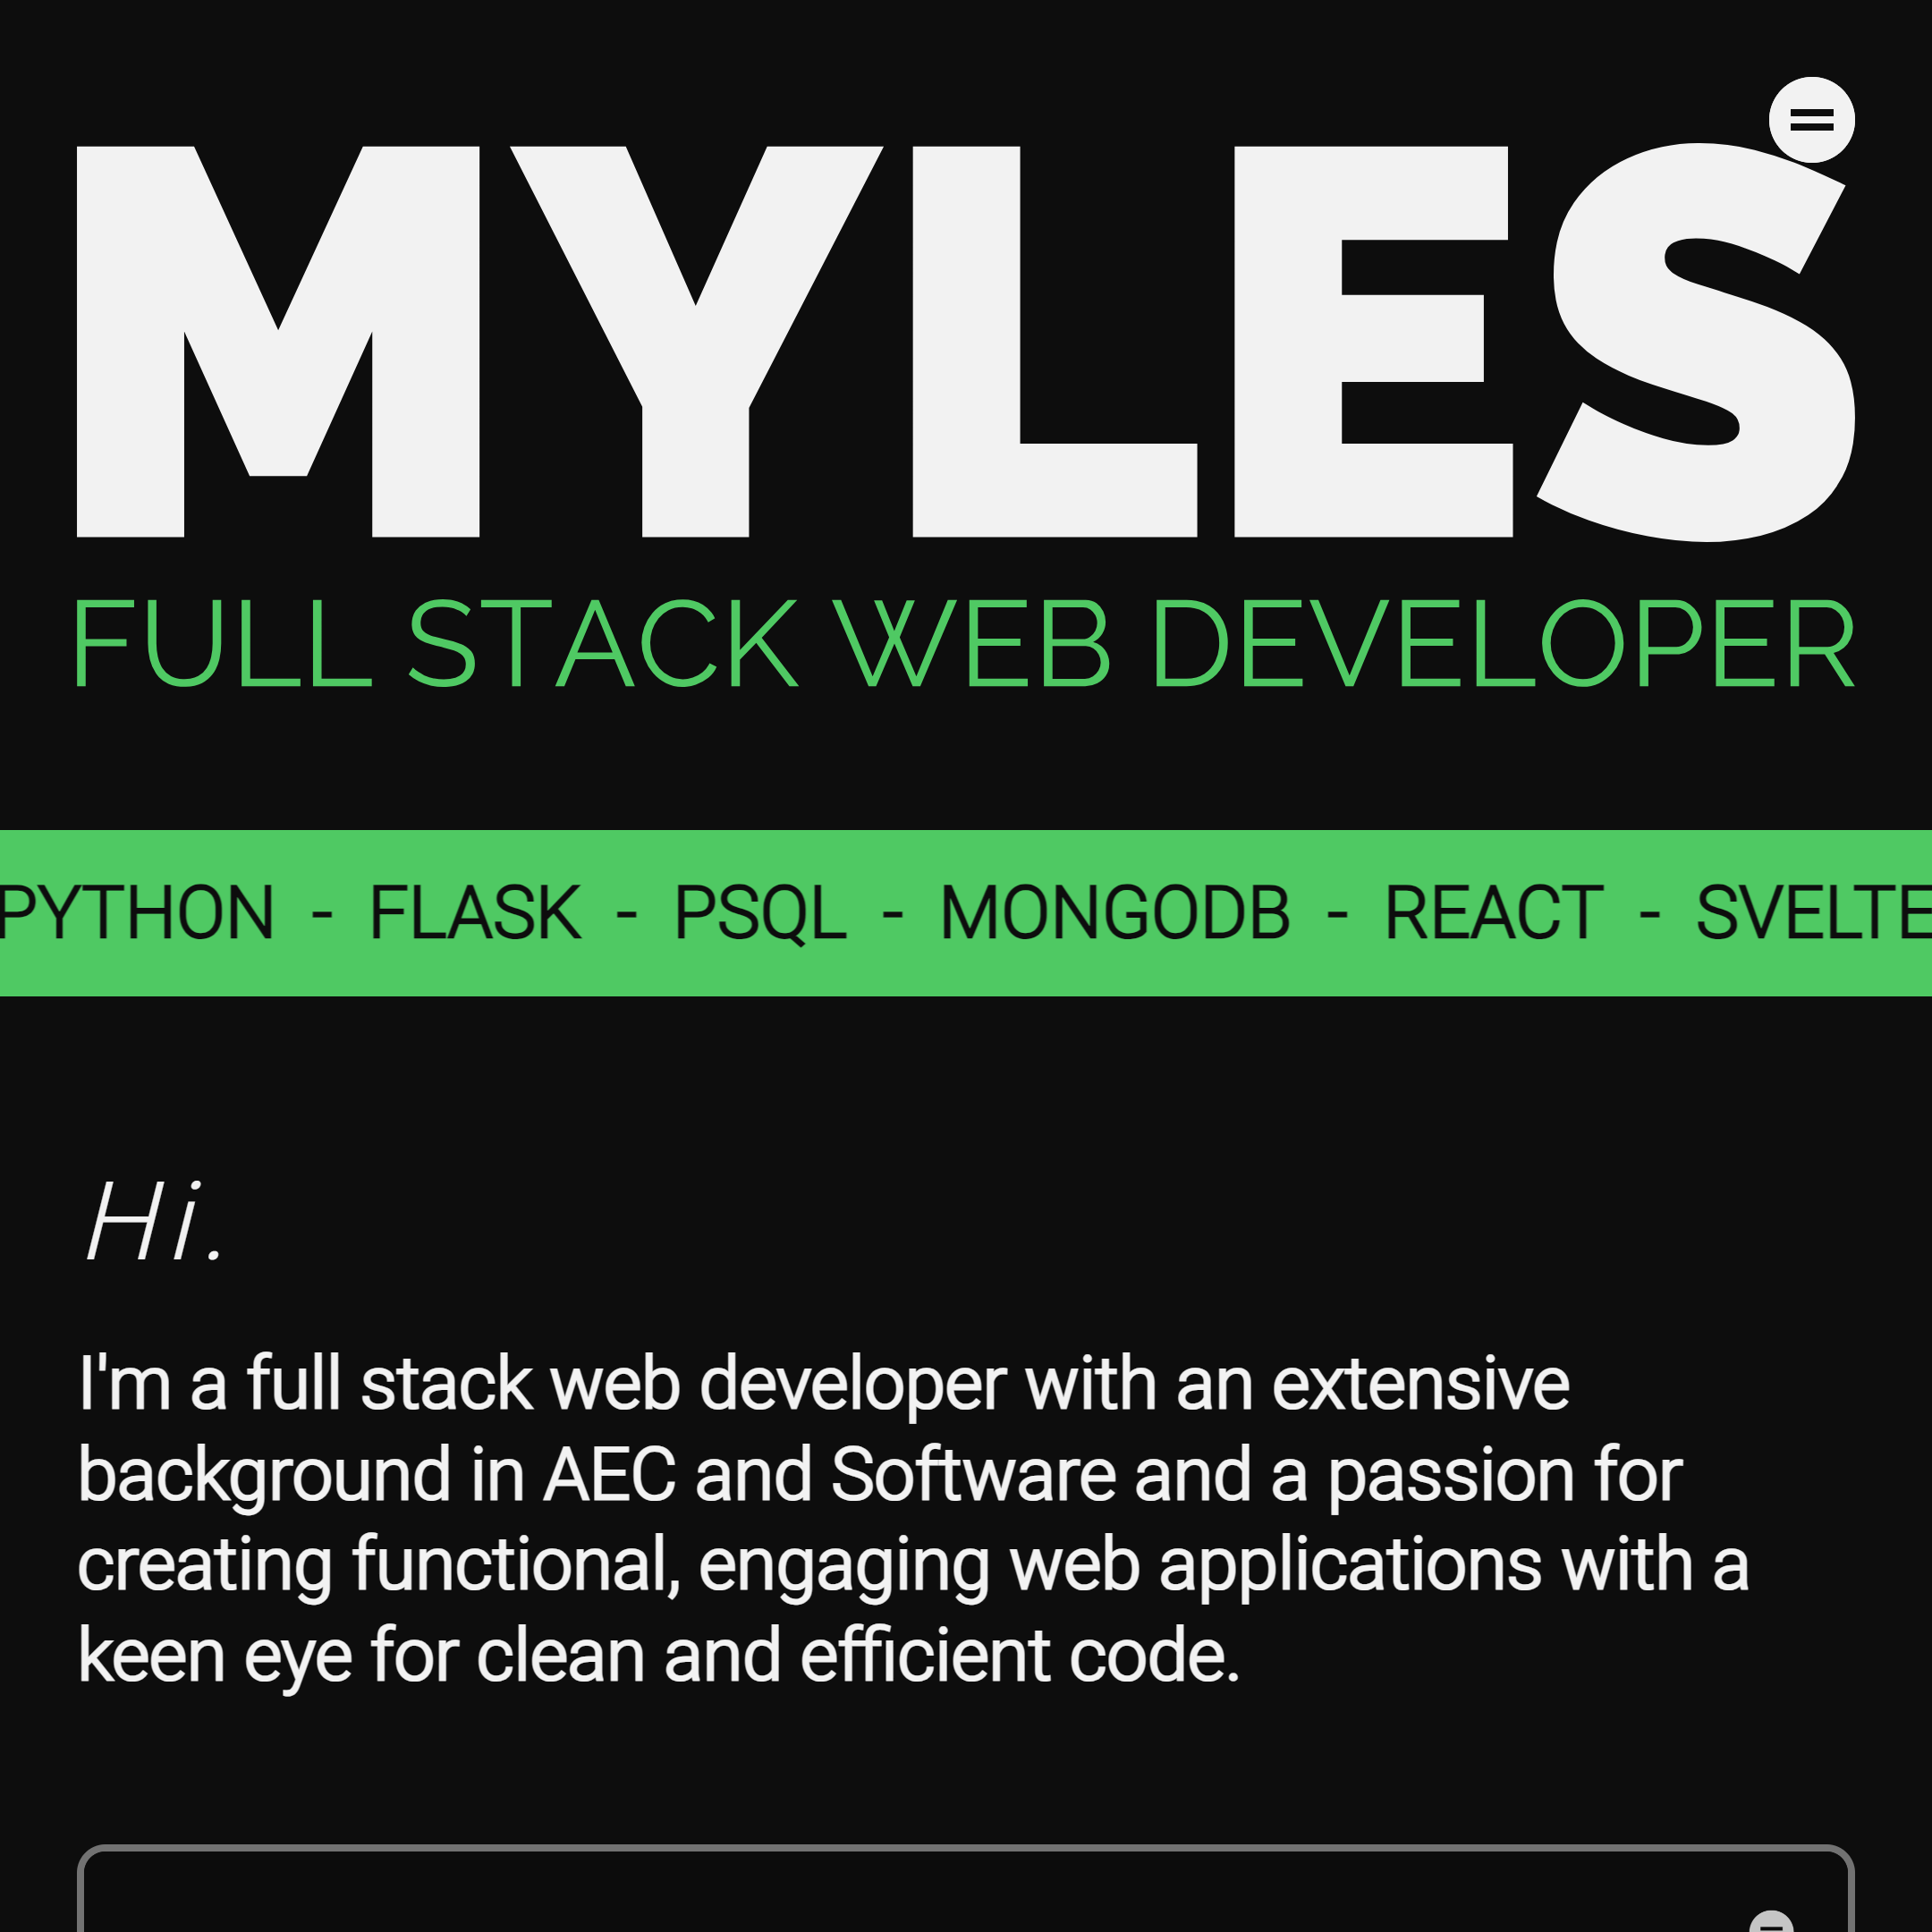 MYLES
FULL STACK WEB DEVELOPER
PYTHON - FLASK - PSQL - MONGODB - REACT - SVELTE
Hi.
I'm a full stack web developer with an extensive
background in AEC and Software and a passion for
creating functional, engaging web applications with a
keen eye for clean and efficient code.